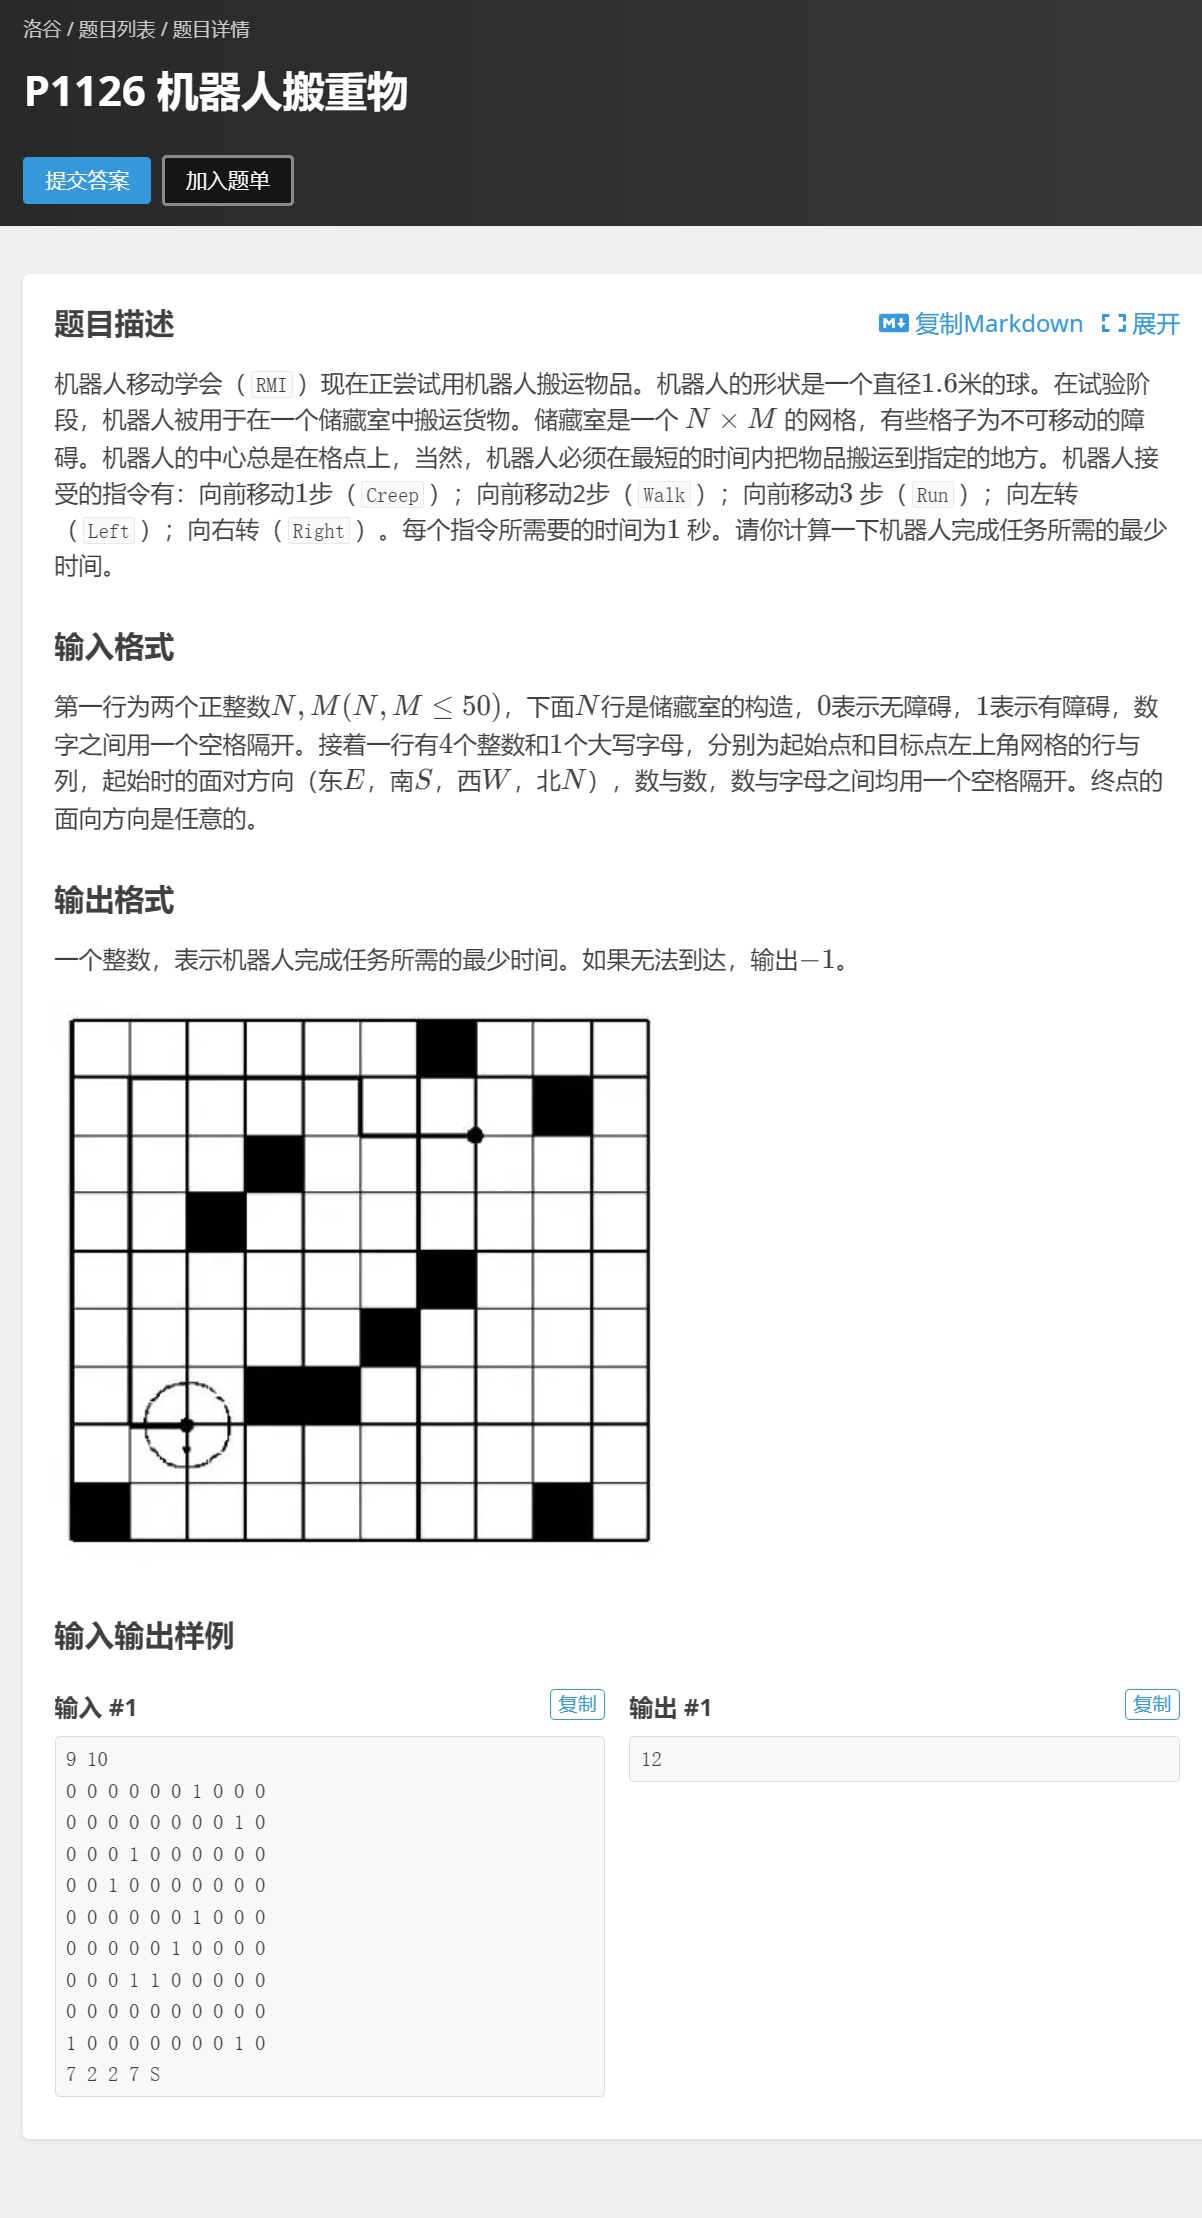 洛谷 / 题目列表 / 题目详情
P1126 机器人搬重物
提交答案 加入题单
题目描述 复制Markdown 展开
机器人移动学会（RMI）现在正尝试用机器人搬运物品。机器人的形状是一个直径1.6米的球。在试验阶
段，机器人被用于在一个储藏室中搬运货物。储藏室是一个 N × M 的网格，有些格子为不可移动的障
碍。机器人的中心总是在格点上，当然，机器人必须在最短的时间内把物品搬运到指定的地方。机器人接
受的指令有：向前移动1步（Creep）；向前移动2步（Walk）；向前移动3 步（Run）；向左转
（Left）；向右转（Right）。每个指令所需要的时间为1 秒。请你计算一下机器人完成任务所需的最少
时间。
输入格式
第一行为两个正整数N, M(N, M ≤ 50)，下面N行是储藏室的构造，0表示无障碍，1表示有障碍，数
字之间用一个空格隔开。接着一行有4个整数和1个大写字母，分别为起始点和目标点左上角网格的行与
列，起始时的面对方向（东E，南S，西W，北N），数与数，数与字母之间均用一个空格隔开。终点的
面向方向是任意的。
输出格式
一个整数，表示机器人完成任务所需的最少时间。如果无法到达，输出−1。
输入输出样例
输入 #1 复制
9 10
0 0 0 0 0 0 1 0 0 0
0 0 0 0 0 0 0 0 1 0
0 0 0 1 0 0 0 0 0 0
0 0 1 0 0 0 0 0 0 0
0 0 0 0 0 0 1 0 0 0
0 0 0 0 0 1 0 0 0 0
0 0 0 1 1 0 0 0 0 0
0 0 0 0 0 0 0 0 0 0
1 0 0 0 0 0 0 0 1 0
7 2 2 7 S
输出 #1 复制
12